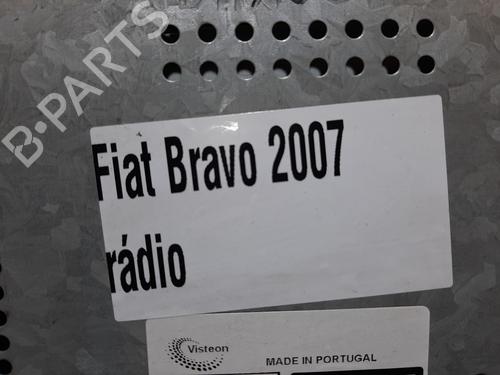 B-PARTS
Fiat Bravo 2007
rádio
Visteon
MADE IN PORTUGAL